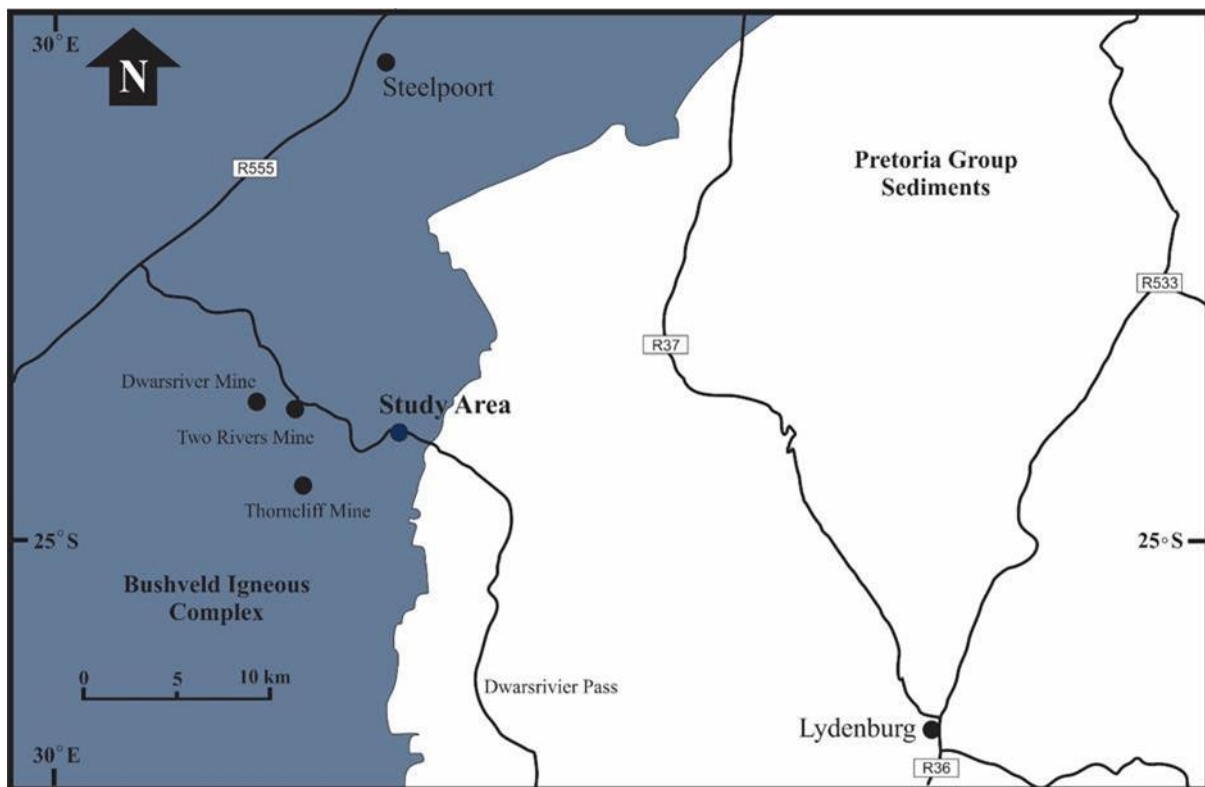 30°E
N
Steelpoort
R555
Pretoria Group
Sediments
R533
R37
Dwarsriver Mine
Study Area
Two Rivers Mine
Thorncliff Mine
25°S
25°S
Bushveld Igneous
Complex
0 5 10 km
Dwarsrivier Pass
Lydenburg
30°E
R36